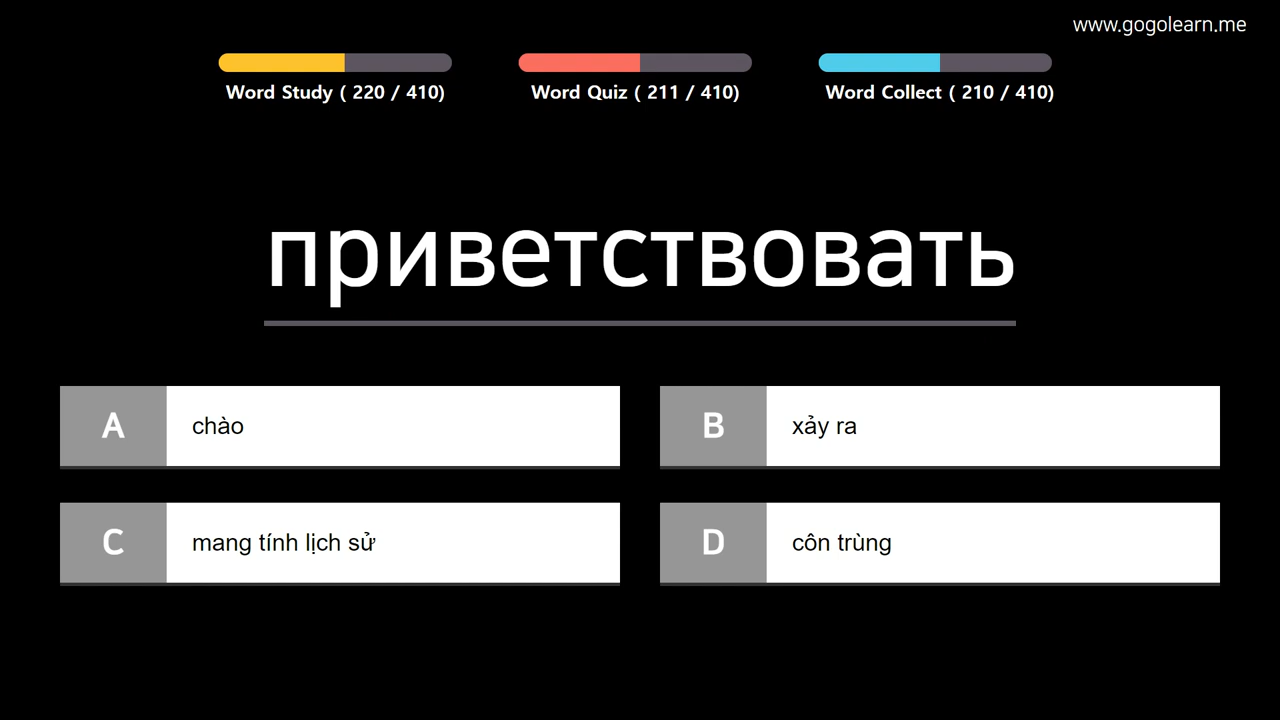 www.gogolearn.me
Word Study ( 220 / 410)
Word Quiz ( 211 / 410)
Word Collect ( 210 / 410)
приветствовать
A chào
B xảy ra
C mang tính lịch sử
D côn trùng